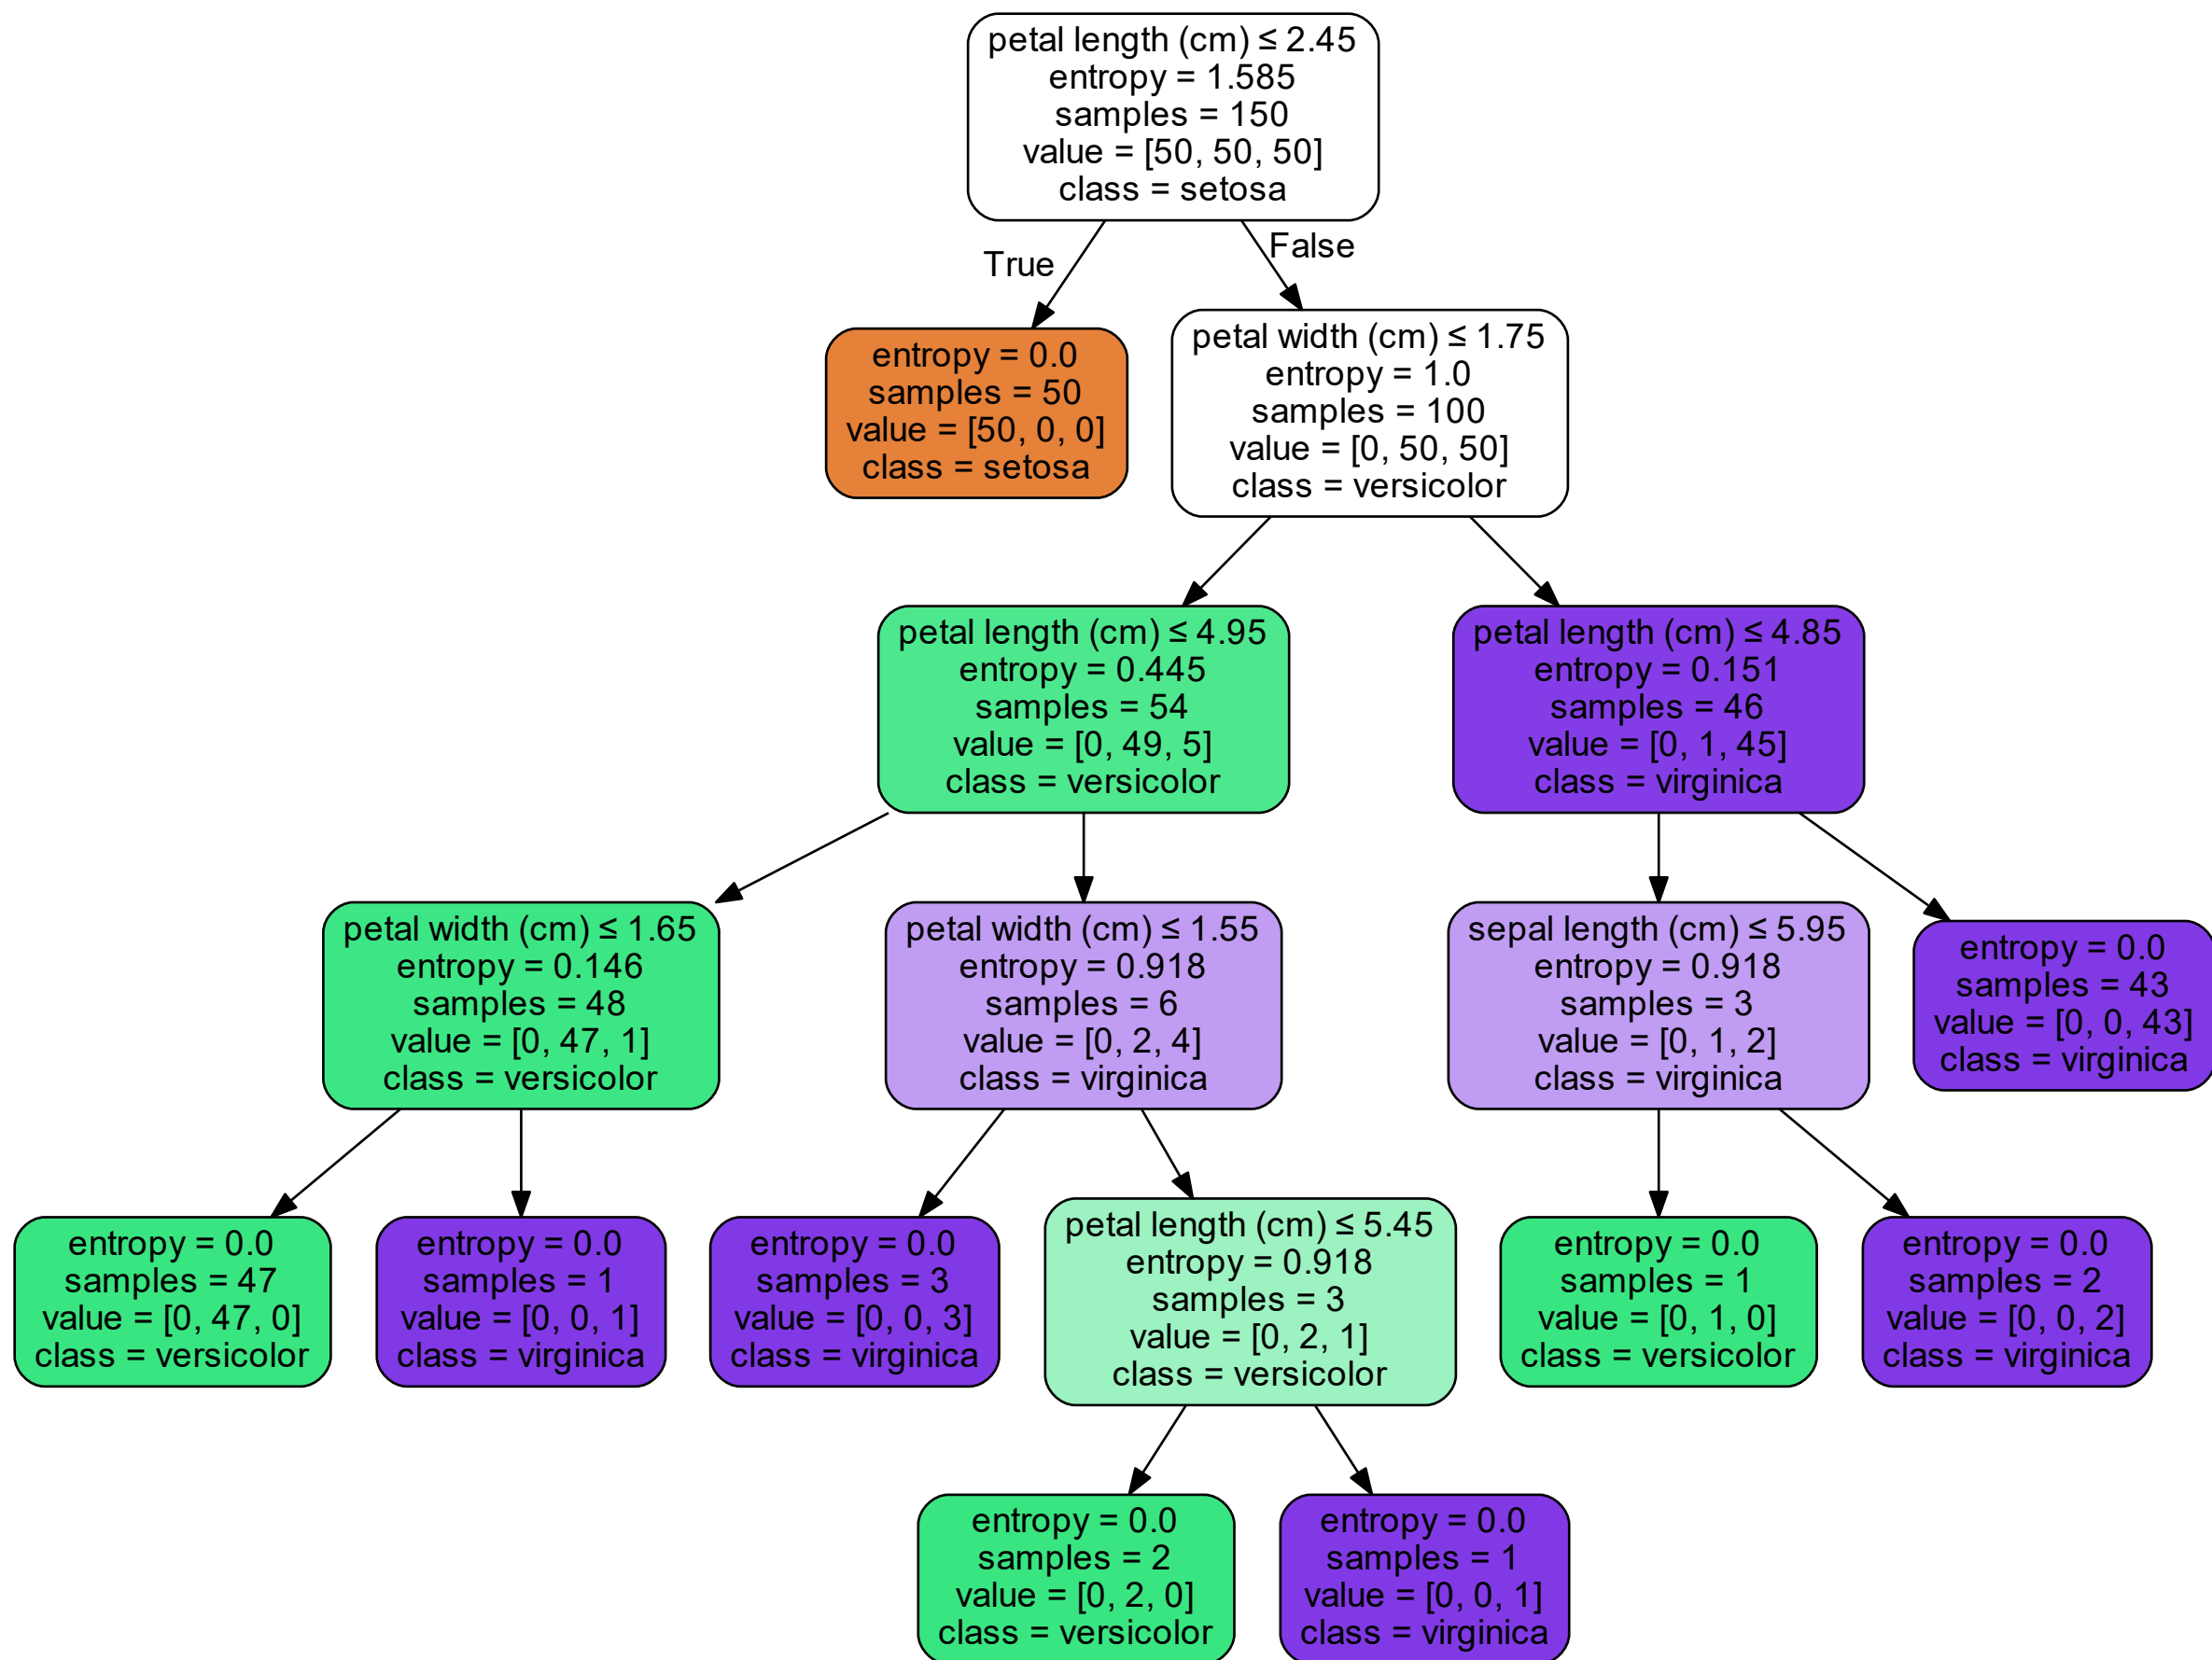 petal length (cm) ≤ 2.45
entropy = 1.585
samples = 150
value = [50, 50, 50]
class = setosa
True
False
entropy = 0.0
samples = 50
value = [50, 0, 0]
class = setosa
petal width (cm) ≤ 1.75
entropy = 1.0
samples = 100
value = [0, 50, 50]
class = versicolor
petal length (cm) ≤ 4.95
entropy = 0.445
samples = 54
value = [0, 49, 5]
class = versicolor
petal length (cm) ≤ 4.85
entropy = 0.151
samples = 46
value = [0, 1, 45]
class = virginica
petal width (cm) ≤ 1.65
entropy = 0.146
samples = 48
value = [0, 47, 1]
class = versicolor
petal width (cm) ≤ 1.55
entropy = 0.918
samples = 6
value = [0, 2, 4]
class = virginica
sepal length (cm) ≤ 5.95
entropy = 0.918
samples = 3
value = [0, 1, 2]
class = virginica
entropy = 0.0
samples = 43
value = [0, 0, 43]
class = virginica
entropy = 0.0
samples = 47
value = [0, 47, 0]
class = versicolor
entropy = 0.0
samples = 1
value = [0, 0, 1]
class = virginica
entropy = 0.0
samples = 3
value = [0, 0, 3]
class = virginica
petal length (cm) ≤ 5.45
entropy = 0.918
samples = 3
value = [0, 2, 1]
class = versicolor
entropy = 0.0
samples = 1
value = [0, 1, 0]
class = versicolor
entropy = 0.0
samples = 2
value = [0, 0, 2]
class = virginica
entropy = 0.0
samples = 2
value = [0, 2, 0]
class = versicolor
entropy = 0.0
samples = 1
value = [0, 0, 1]
class = virginica